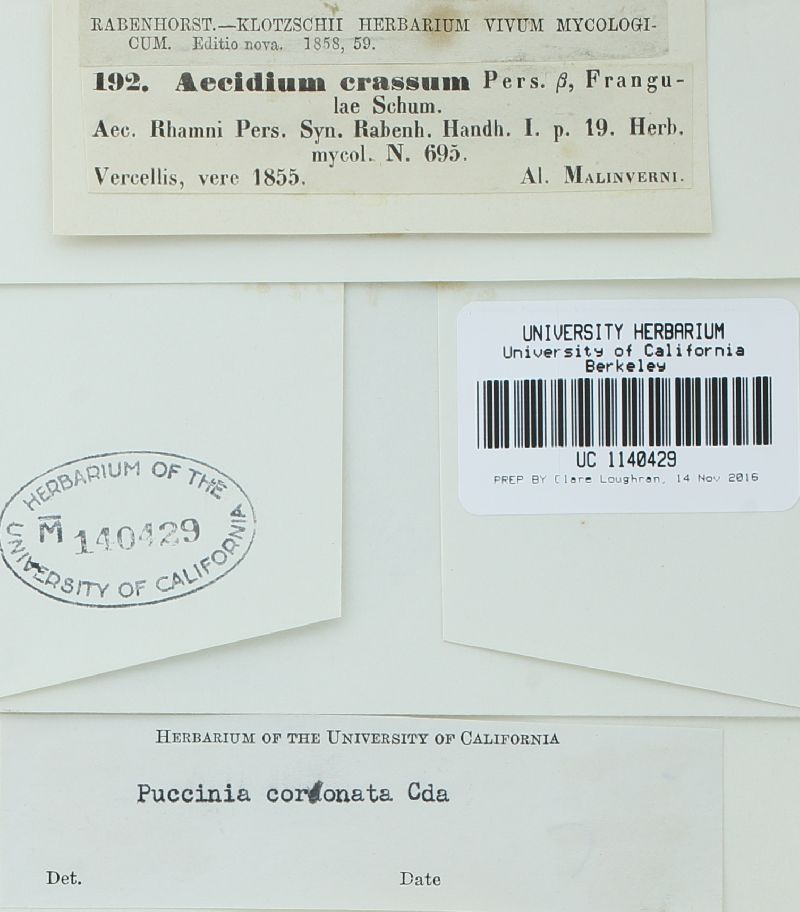 RABENHORST.—KLOTZSCHII HERBARIUM VIVUM MYCOLOGI-
CUM. Editio nova. 1858, 59.
192. Aecidium crassum Pers. β, Frangu-
lae Schum.
Aec. Rhamni Pers. Syn. Rabenh. Handh. I. p. 19. Herb.
mycol. N. 695.
Vercellis, vere 1855. Al. MALINVERNI.
UNIVERSITY HERBARIUM
University of California
Berkeley
UC 1140429
PREP BY Clare Loughran, 14 Nov 2016
HERBARIUM OF THE
M 140429
UNIVERSITY OF CALIFORNIA
HERBARIUM OF THE UNIVERSITY OF CALIFORNIA
Puccinia coronata Cda
Det. Date